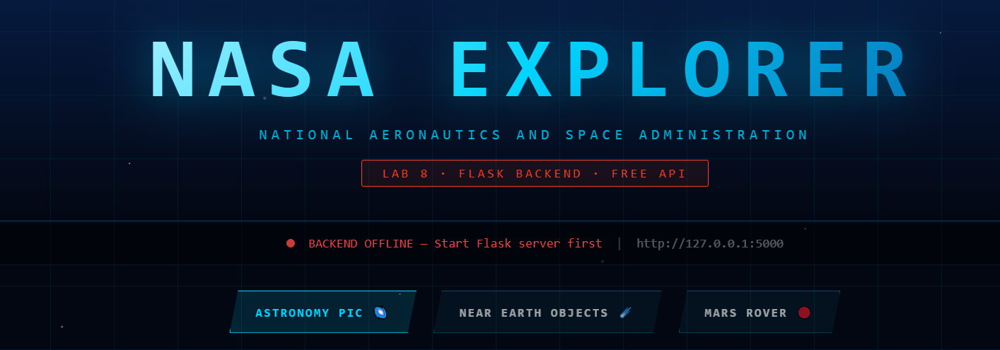 NASA EXPLORER
NATIONAL AERONAUTICS AND SPACE ADMINISTRATION
LAB 8 · FLASK BACKEND · FREE API
BACKEND OFFLINE — Start Flask server first | http://127.0.0.1:5000
ASTRONOMY PIC NEAR EARTH OBJECTS MARS ROVER